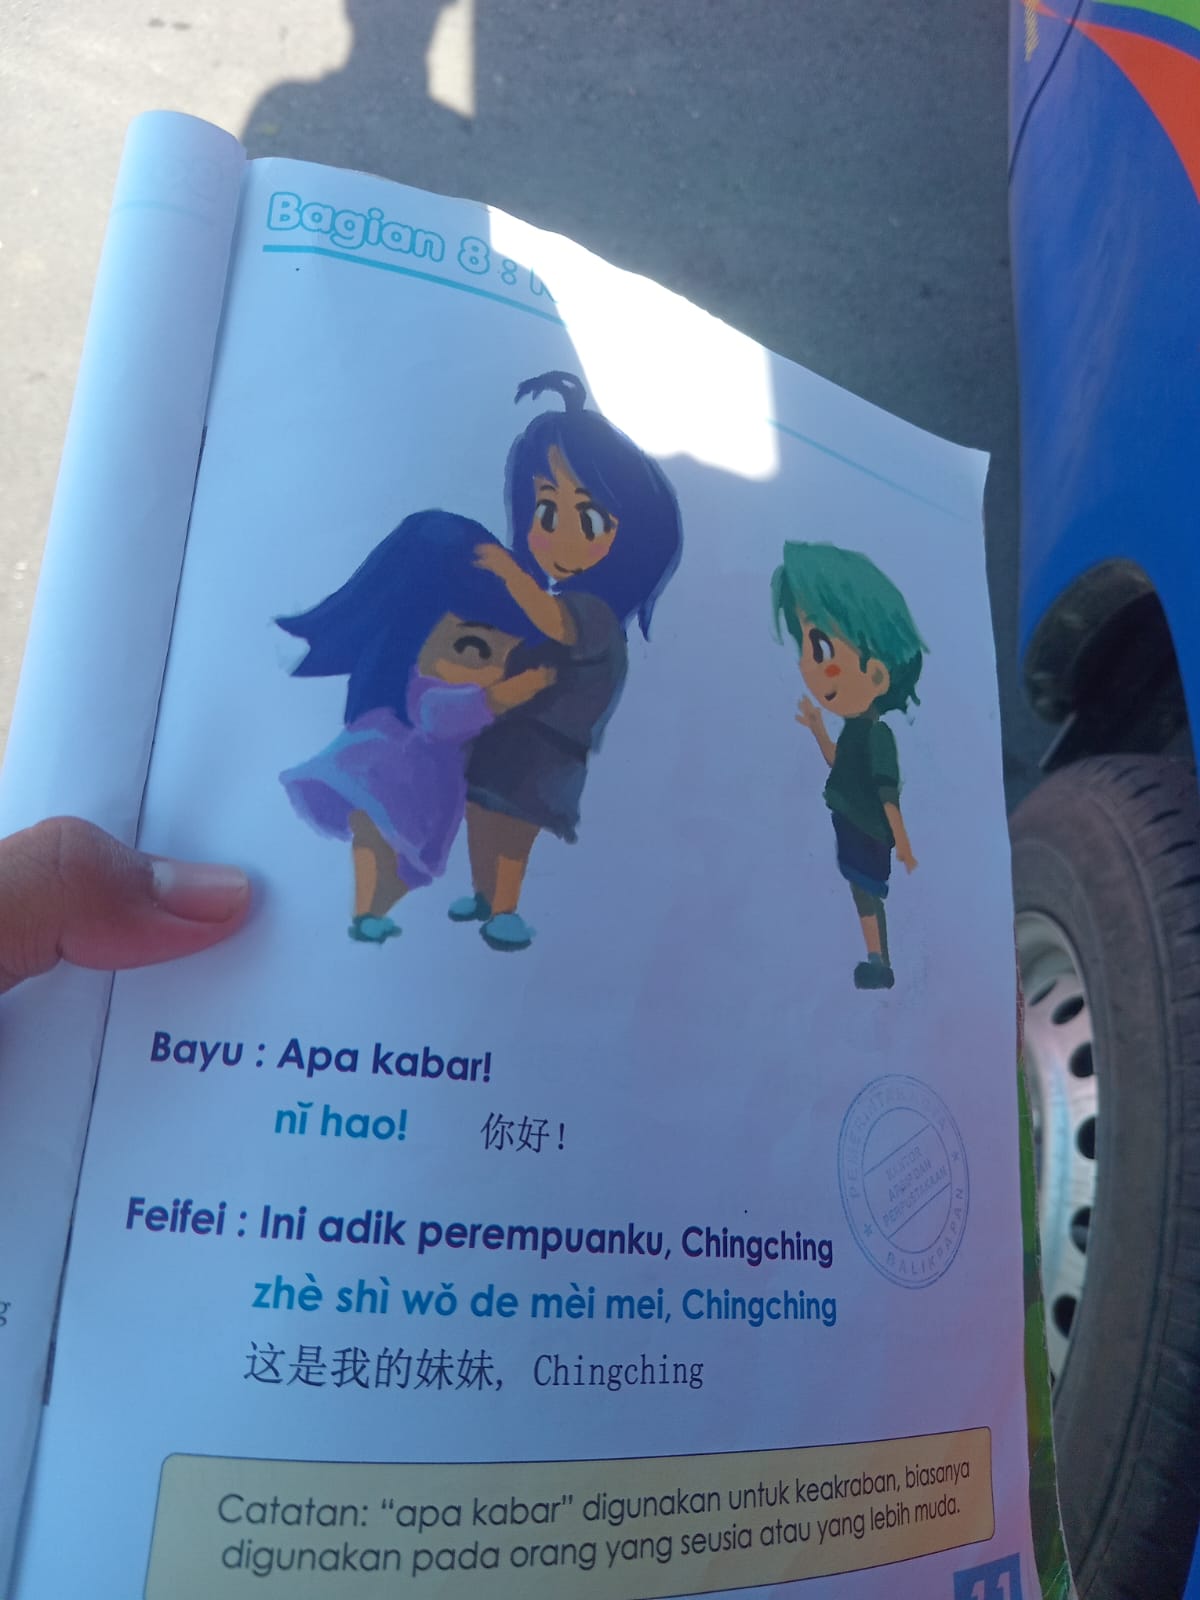 Bagian 8 :
Bayu : Apa kabar!
nĭ hao! 你好!
Feifei : Ini adik perempuanku, Chingching
zhè shì wŏ de mèi mei, Chingching
这是我的妹妹, Chingching
PEMERINTAH KOTA
KANTOR
ARSIP DAN
PERPUSTAKAAN
BALIKPAPAN
Catatan: “apa kabar” digunakan untuk keakraban, biasanya
digunakan pada orang yang seusia atau yang lebih muda.
11